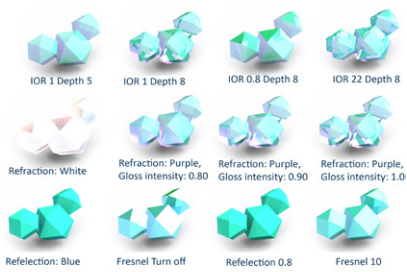 IOR 1 Depth 5
IOR 1 Depth 8
IOR 0.8 Depth 8
IOR 22 Depth 8
Refraction: White
Refraction: Purple,
Gloss intensity: 0.80
Refraction: Purple,
Gloss intensity: 0.90
Refraction: Purple,
Gloss intensity: 1.0
Refelection: Blue
Fresnel Turn off
Refelection 0.8
Fresnel 10